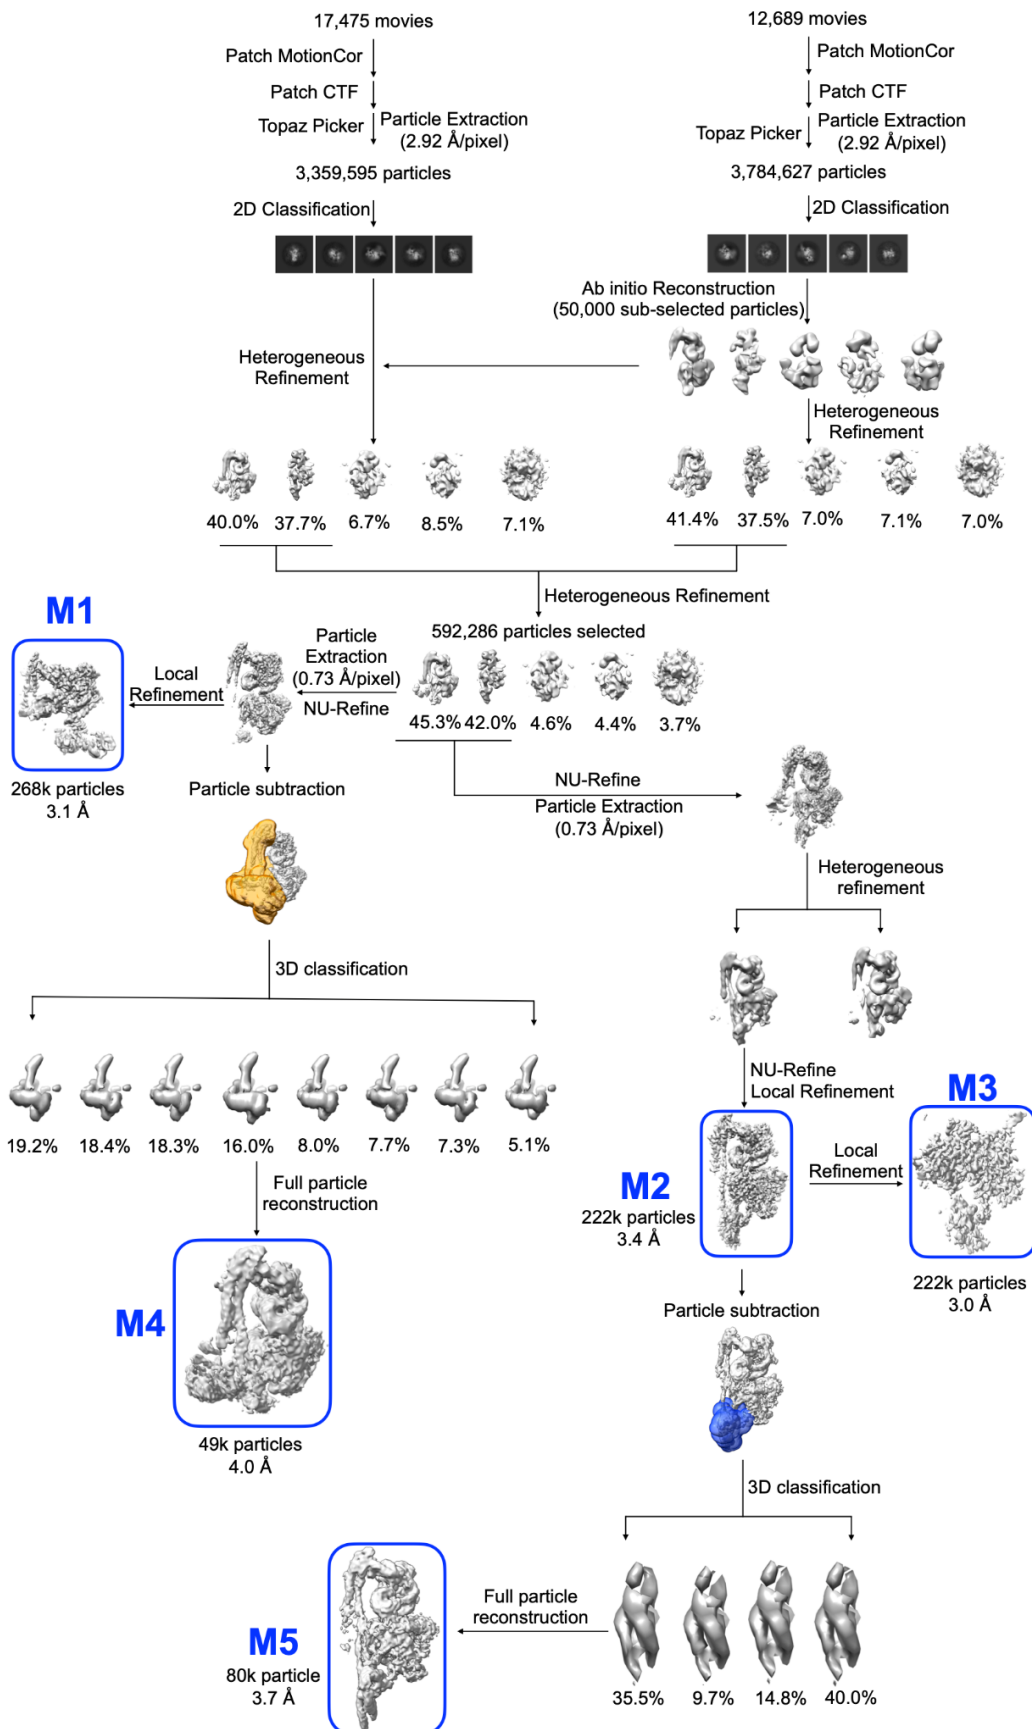 17,475 movies
12,689 movies
Patch MotionCor
Patch MotionCor
Patch CTF
Patch CTF
Topaz Picker
Particle Extraction
(2.92 Å/pixel)
Topaz Picker
Particle Extraction
(2.92 Å/pixel)
3,359,595 particles
3,784,627 particles
2D Classification
2D Classification
Ab initio Reconstruction
(50,000 sub-selected particles)
Heterogeneous
Refinement
Heterogeneous
Refinement
40.0% 37.7% 6.7% 8.5% 7.1%
41.4% 37.5% 7.0% 7.1% 7.0%
Heterogeneous Refinement
592,286 particles selected
M1
Particle
Extraction
(0.73 Å/pixel)
NU-Refine
Local
Refinement
45.3% 42.0% 4.6% 4.4% 3.7%
268k particles
3.1 Å
Particle subtraction
NU-Refine
Particle Extraction
(0.73 Å/pixel)
Heterogeneous
refinement
3D classification
NU-Refine
Local Refinement
M3
19.2% 18.4% 18.3% 16.0% 8.0% 7.7% 7.3% 5.1%
Local
Refinement
Full particle
reconstruction
M2
222k particles
3.4 Å
222k particles
3.0 Å
Particle subtraction
M4
49k particles
4.0 Å
3D classification
Full particle
reconstruction
M5
80k particle
3.7 Å
35.5% 9.7% 14.8% 40.0%